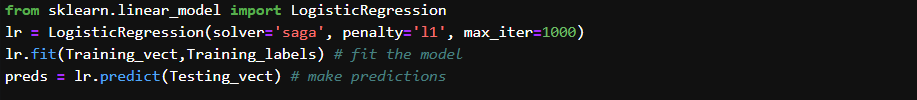 from sklearn.linear_model import LogisticRegression
lr = LogisticRegression(solver='saga', penalty='l1', max_iter=1000)
lr.fit(Training_vect,Training_labels) # fit the model
preds = lr.predict(Testing_vect) # make predictions